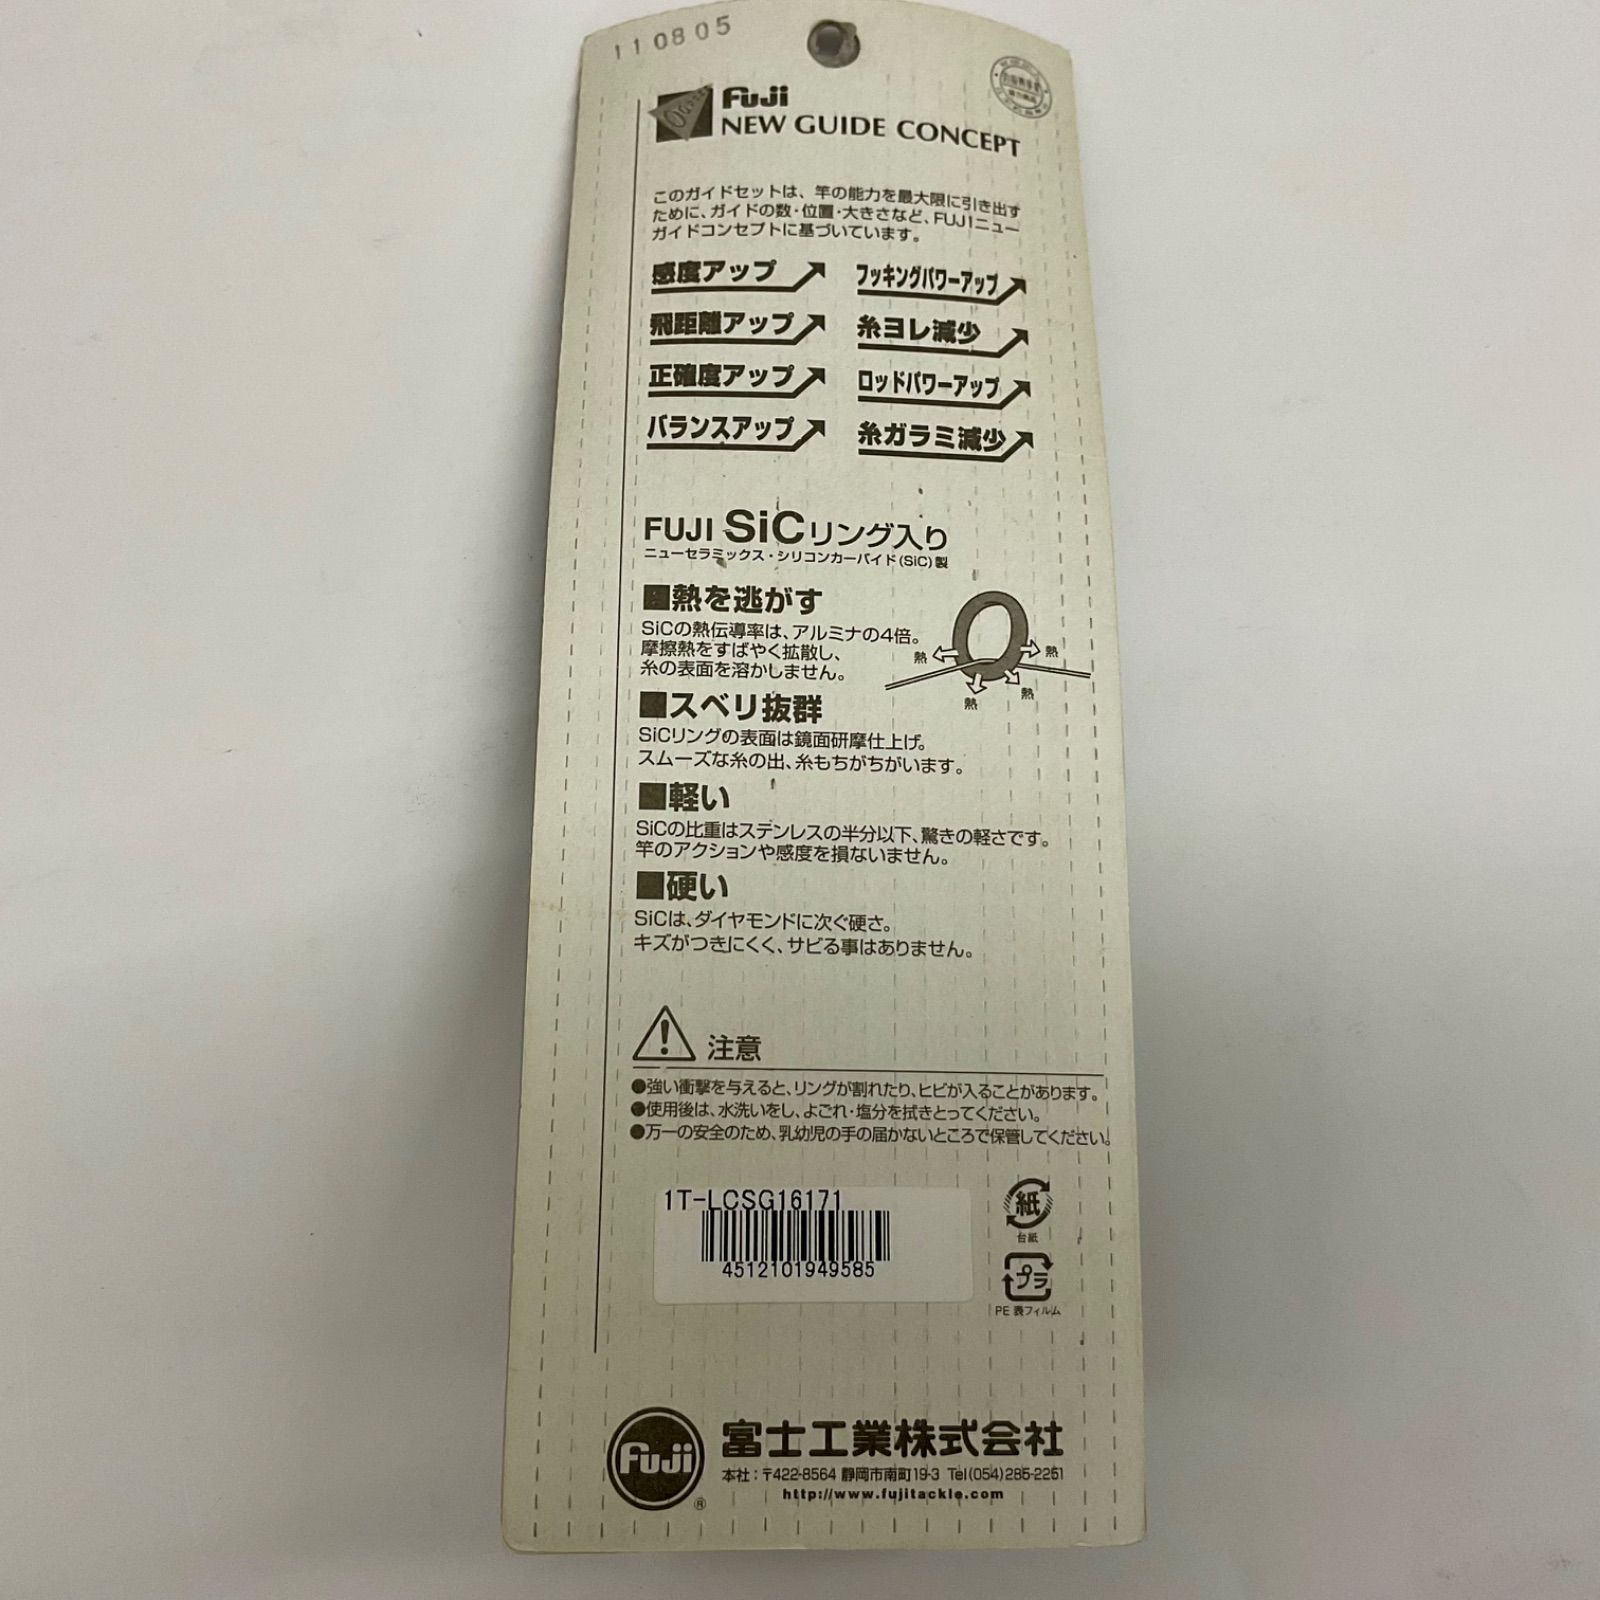 110805
Fuji
NEW GUIDE CONCEPT
このガイドセットは、竿の能力を最大限に引き出す
ために、ガイドの数・位置・大きさなど、FUJIニュー
ガイドコンセプトに基づいています。
感度アップ
フッキングパワーアップ
飛距離アップ
糸ヨレ減少
正確度アップ
ロッドパワーアップ
バランスアップ
糸ガラミ減少
FUJI SiCリング入り
ニューセラミックス・シリコンカーバイド(SiC)製
■熱を逃がす
SiCの熱伝導率は、アルミナの4倍。
摩擦熱をすばやく拡散し、
糸の表面を溶かしません。
熱
熱
熱
熱
■スベリ抜群
SiCリングの表面は鏡面研摩仕上げ。
スムーズな糸の出、糸もちがちがいます。
■軽い
SiCの比重はステンレスの半分以下、驚きの軽さです。
竿のアクションや感度を損ないません。
■硬い
SiCは、ダイヤモンドに次ぐ硬さ。
キズがつきにくく、サビる事はありません。
注意
●強い衝撃を与えると、リングが割れたり、ヒビが入ることがあります。
●使用後は、水洗いをし、よごれ・塩分を拭きとってください。
●万一の安全のため、乳幼児の手の届かないところで保管してください。
1T-LCSG16171
4512101949585
紙
台紙
プラ
PE 表フィルム
Fuji
®
富士工業株式会社
本社：〒422-8564 静岡市南町19-3 Tel(054)285-2251
http://www.fujitackle.com